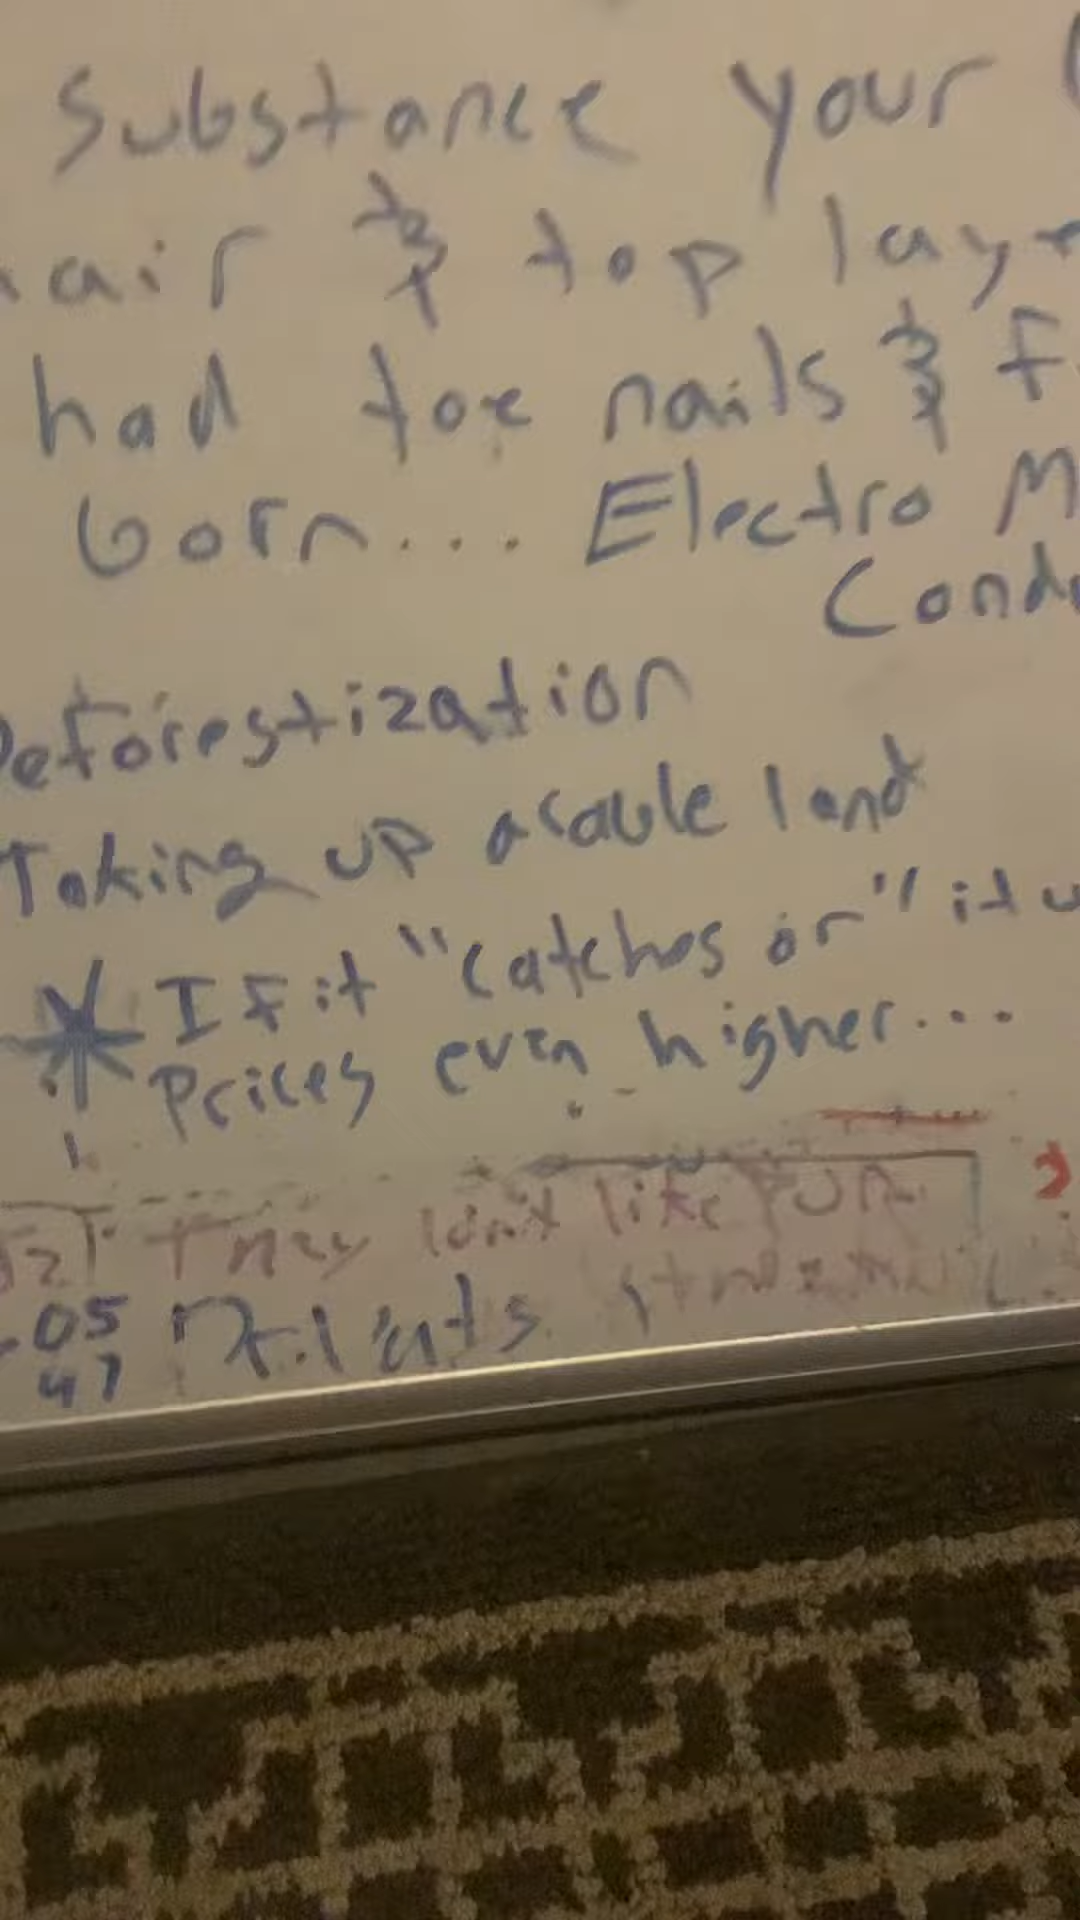 Substance your
air & top lay
had toe nails & F
born.... Electro M
Cond
Deforestization
Taking up arable land
* If it "catches on" it w
Prices even higher...
They like
05
47